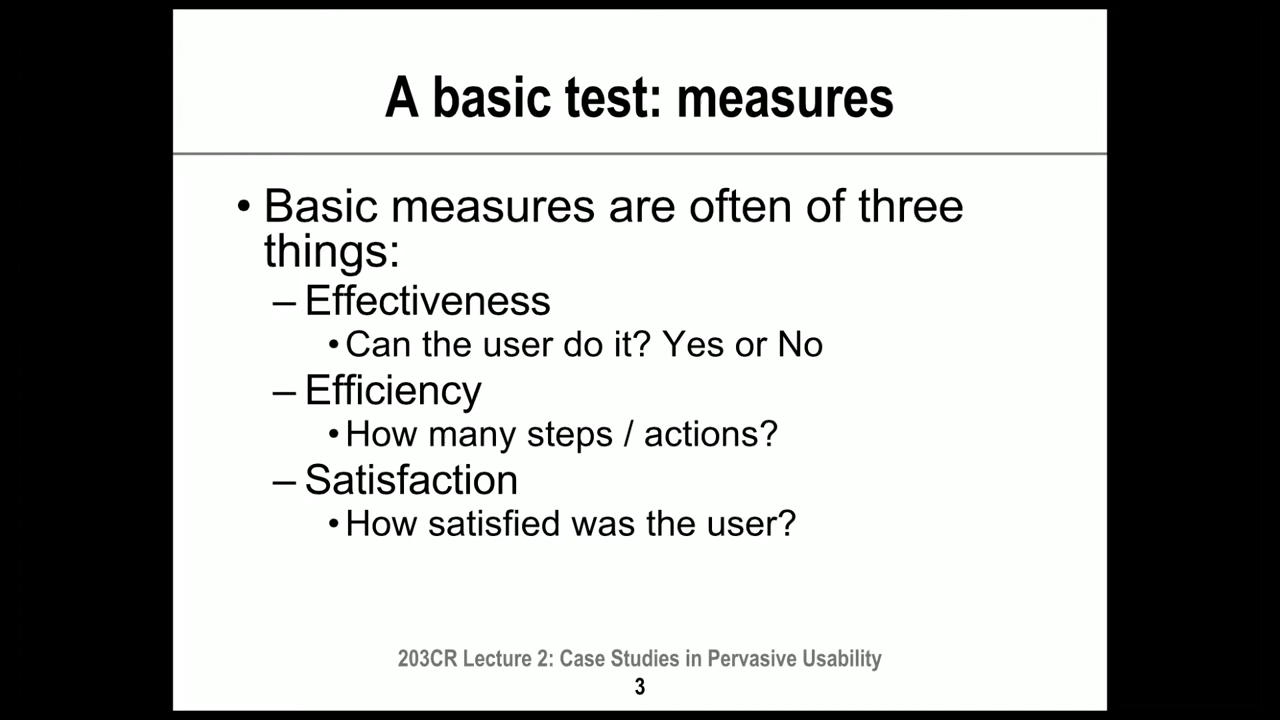 A basic test: measures
• Basic measures are often of three
things:
– Effectiveness
• Can the user do it? Yes or No
– Efficiency
• How many steps / actions?
– Satisfaction
• How satisfied was the user?
203CR Lecture 2: Case Studies in Pervasive Usability
3